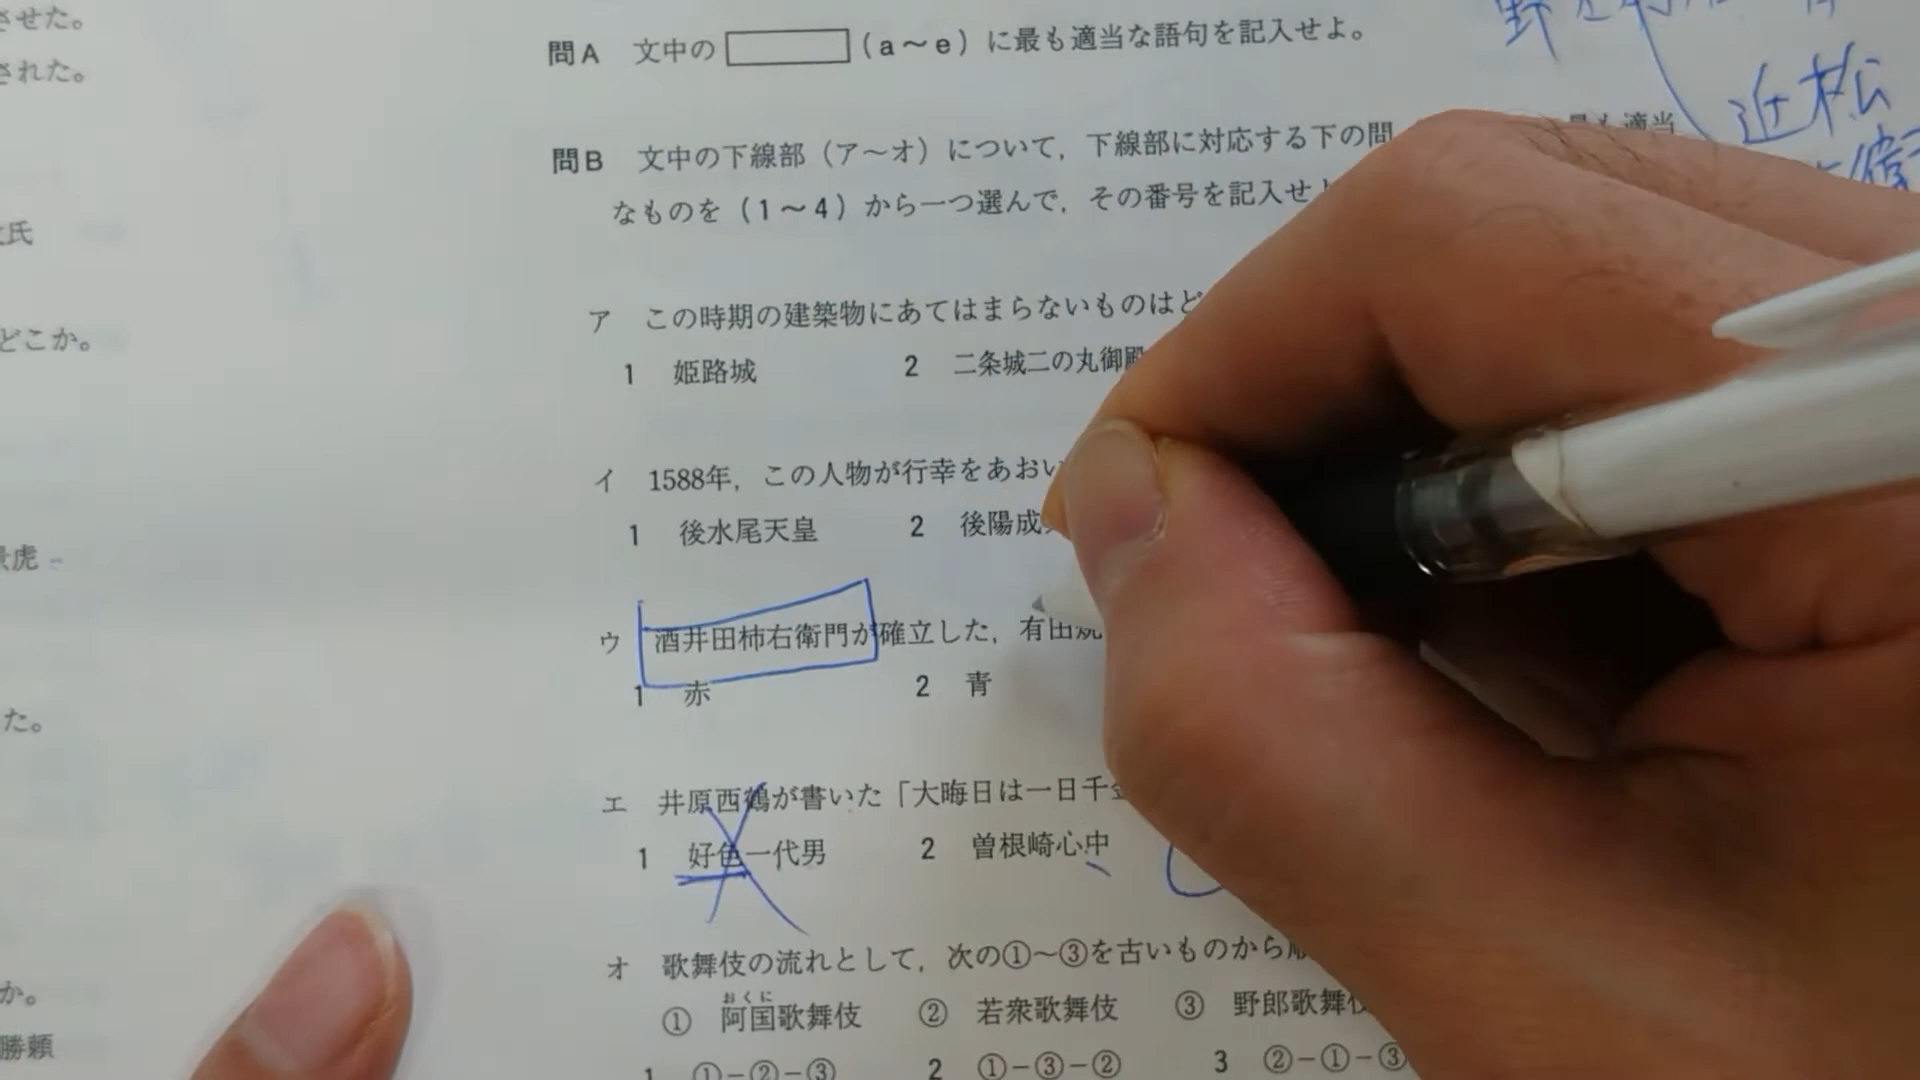 させた。
された。
氏
どこか。
虎
た。
か。
勝頼
問A 文中の (a～e)に最も適当な語句を記入せよ。
問B 文中の下線部(ア～オ)について，下線部に対応する下の問 最も適当
なものを(1～4)から一つ選んで，その番号を記入せよ
ア この時期の建築物にあてはまらないものはど
1 姫路城 2 二条城二の丸御殿
イ 1588年，この人物が行幸をあおい
1 後水尾天皇 2 後陽成
ウ 酒井田柿右衛門が確立した，有田焼
1 赤 2 青
エ 井原西鶴が書いた「大晦日は一日千金
1 好色一代男 2 曽根崎心中
オ 歌舞伎の流れとして，次の①～③を古いものから順
① 阿国歌舞伎 ② 若衆歌舞伎 ③ 野郎歌舞伎
おくに
1 ①－②－③ 2 ①－③－② 3 ②－①－③
野
近松